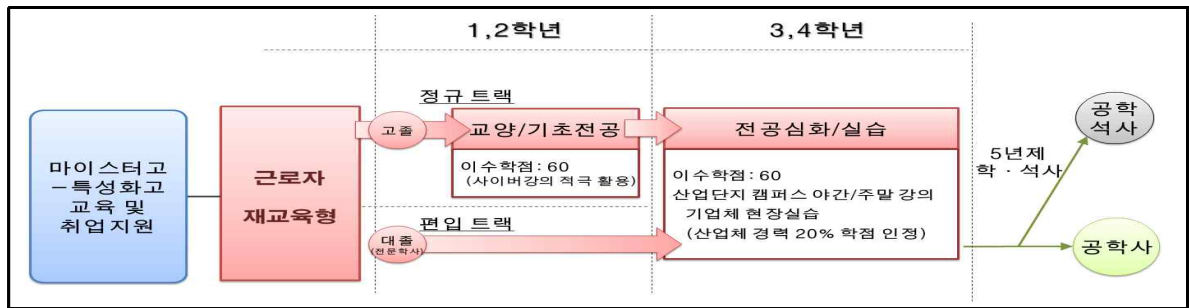 1,2학년
3,4학년
마이스터고
-특성화고
교육 및
취업지원
근로자
재교육형
정규 트랙
고졸
교양/기초전공
이수학점: 60
(사이버강의 적극 활용)
편입 트랙
대졸
(전문학사)
전공심화/실습
이수학점: 60
산업단지 캠퍼스 야간/주말 강의
기업체 현장실습
(산업체 경력 20% 학점 인정)
5년제
학·석사
공학
석사
공학사